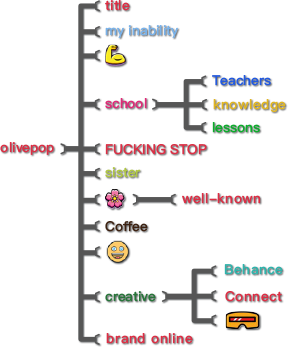 title
my inability
school
Teachers
knowledge
lessons
olivepop
FUCKING STOP
sister
well-known
Coffee
creative
Behance
Connect
brand online